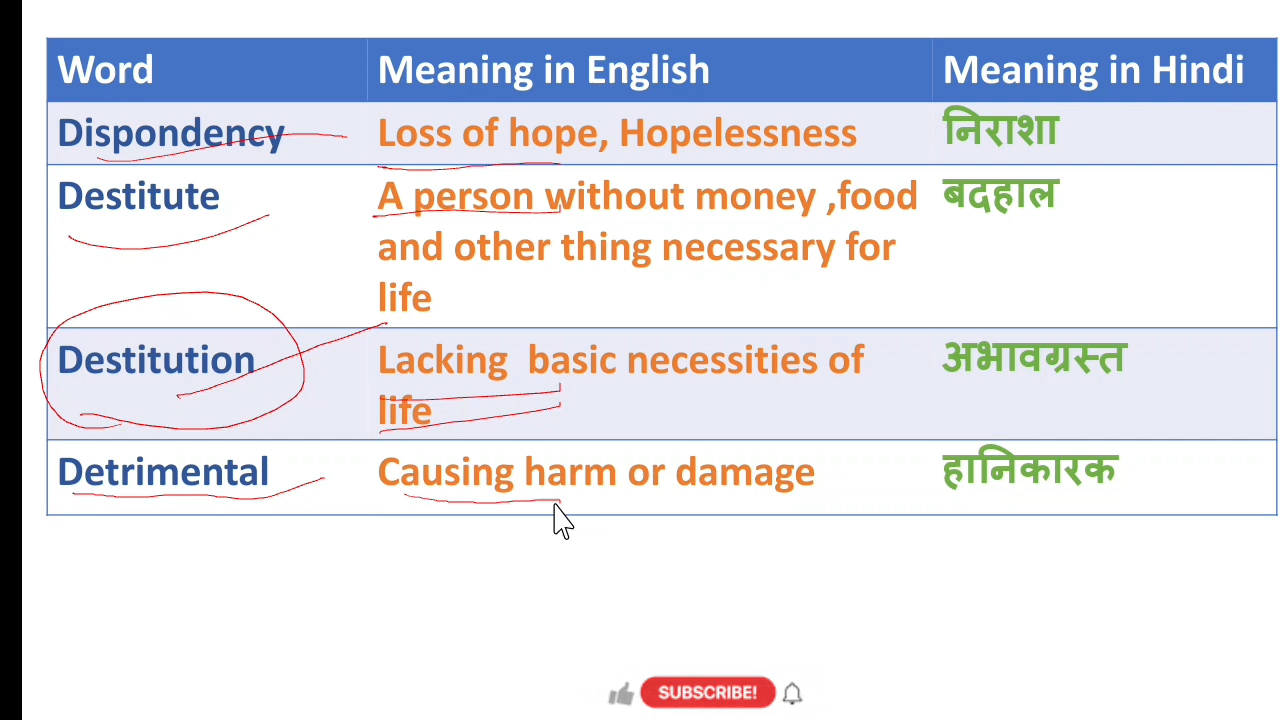 Word Meaning in English Meaning in Hindi
Dispondency Loss of hope, Hopelessness निराशा
Destitute A person without money ,food बदहाल
and other thing necessary for
life
Destitution Lacking basic necessities of अभावग्रस्त
life
Detrimental Causing harm or damage हानिकारक
SUBSCRIBE!